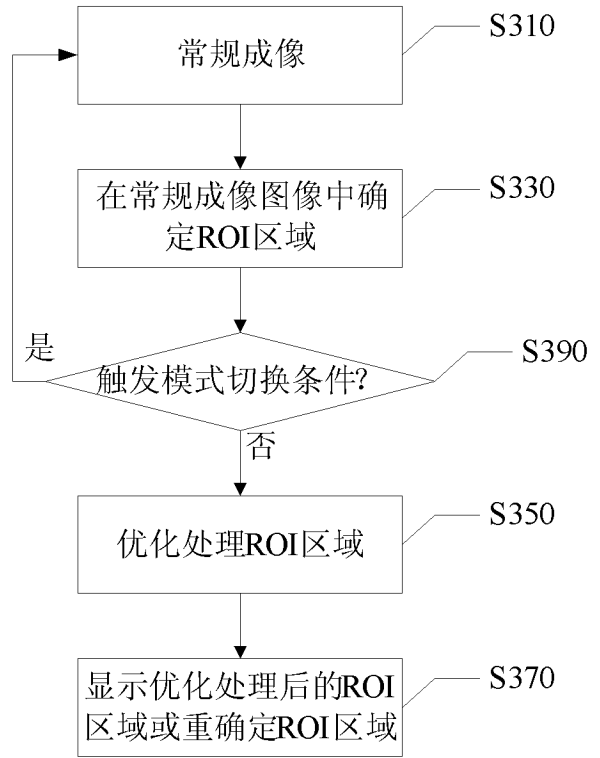 常规成像
S310
在常规成像图像中确
定ROI区域
S330
是
触发模式切换条件?
S390
否
优化处理ROI区域
S350
显示优化处理后的ROI
区域或重确定ROI区域
S370